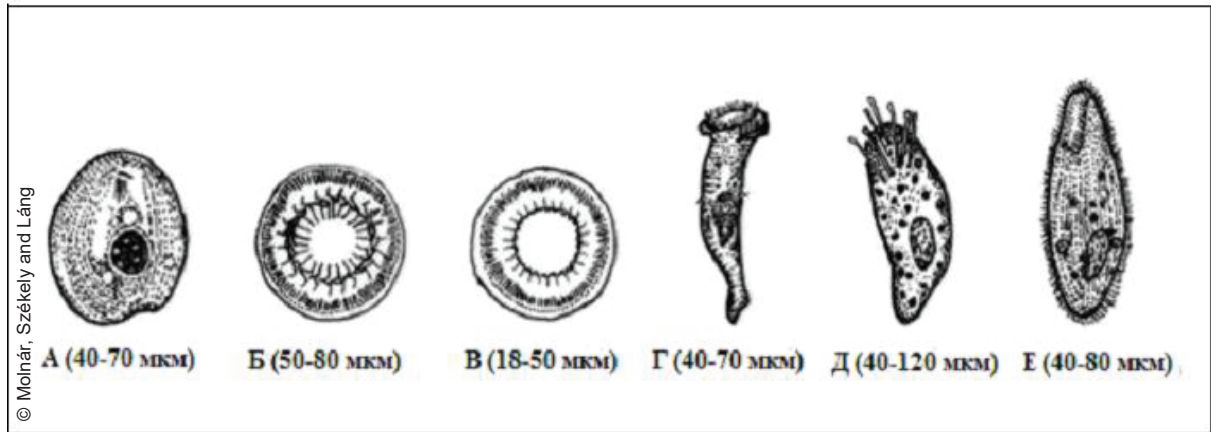 © Molnár, Székely and Láng
А (40-70 мкм) Б (50-80 мкм) В (18-50 мкм) Г (40-70 мкм) Д (40-120 мкм) Е (40-80 мкм)